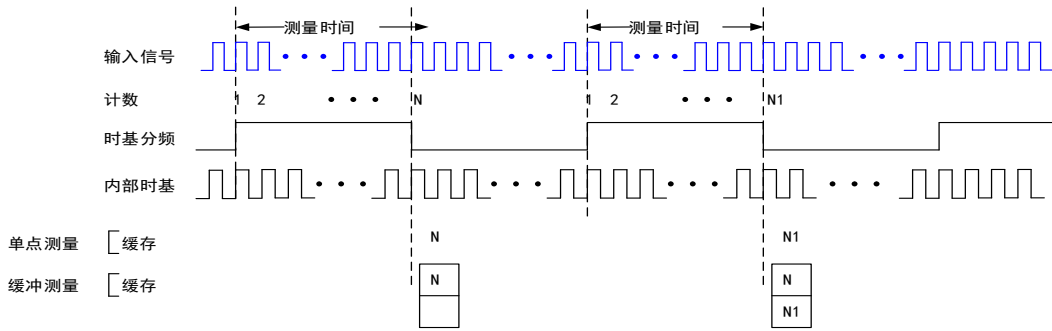 测量时间 测量时间
输入信号
计数 1 2 N 1 2 N1
时基分频
内部时基
单点测量 缓存 N N1
缓冲测量 缓存 N N
N1